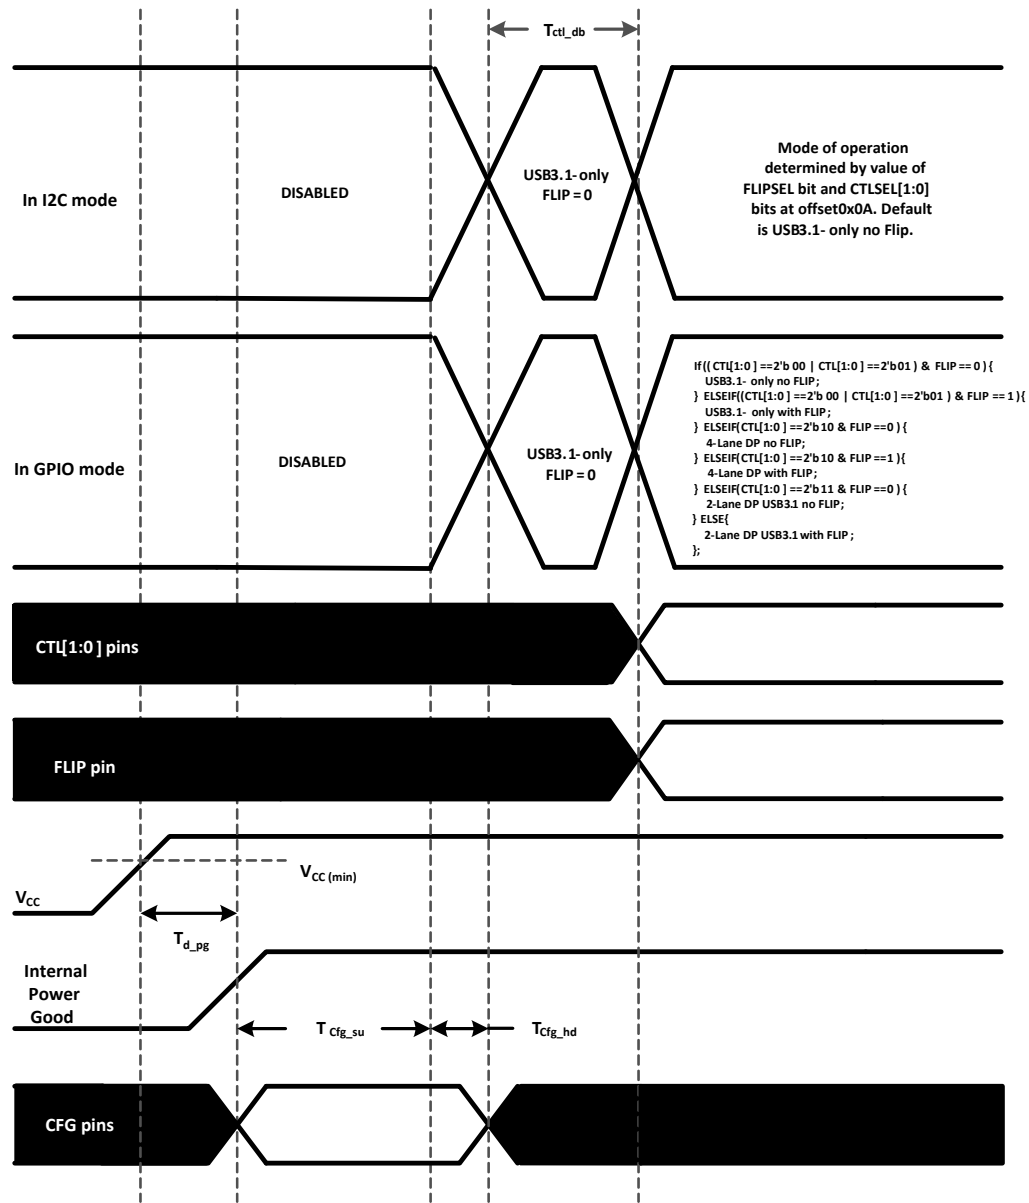 Tctl_db
In I2C mode
DISABLED
USB3.1- only
FLIP = 0
Mode of operation
determined by value of
FLIPSEL bit and CTLSEL[1:0]
bits at offset0x0A. Default
is USB3.1- only no Flip.
In GPIO mode
DISABLED
USB3.1- only
FLIP = 0
If(( CTL[1:0 ] ==2'b 00 | CTL[1:0 ] ==2'b01 ) & FLIP == 0 ) {
USB3.1- only no FLIP;
} ELSEIF((CTL[1:0 ] ==2'b 00 | CTL[1:0 ] ==2'b01 ) & FLIP == 1 ) {
USB3.1- only with FLIP;
} ELSEIF(CTL[1:0 ] ==2'b 10 & FLIP ==0 ) {
4-Lane DP no FLIP;
} ELSEIF(CTL[1:0 ] ==2'b 10 & FLIP ==1 ){
4-Lane DP with FLIP;
} ELSEIF(CTL[1:0 ] ==2'b 11 & FLIP ==0 ) {
2-Lane DP USB3.1 no FLIP;
} ELSE{
2-Lane DP USB3.1 with FLIP ;
};
CTL[1:0 ] pins
FLIP pin
VCC (min)
VCC
Td_pg
Internal
Power
Good
TCfg_su
TCfg_hd
CFG pins